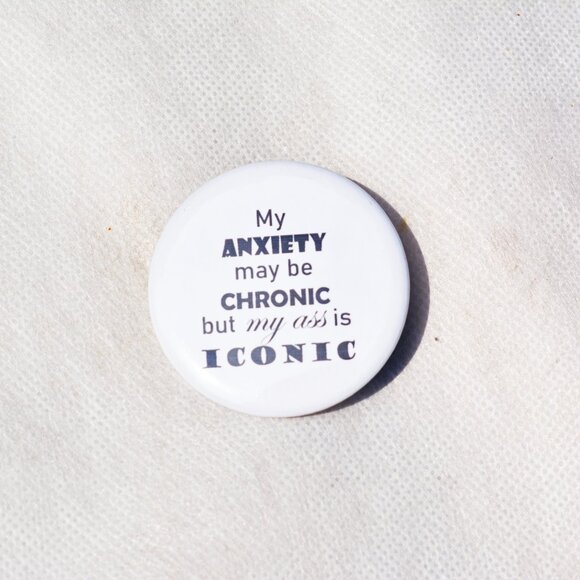 My
ANXIETY
may be
CHRONIC
but my ass is
ICONIC